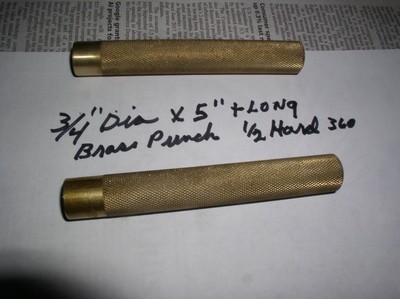 3/4" Dia X 5" + LONG
Brass Punch 1/2 Hard 360